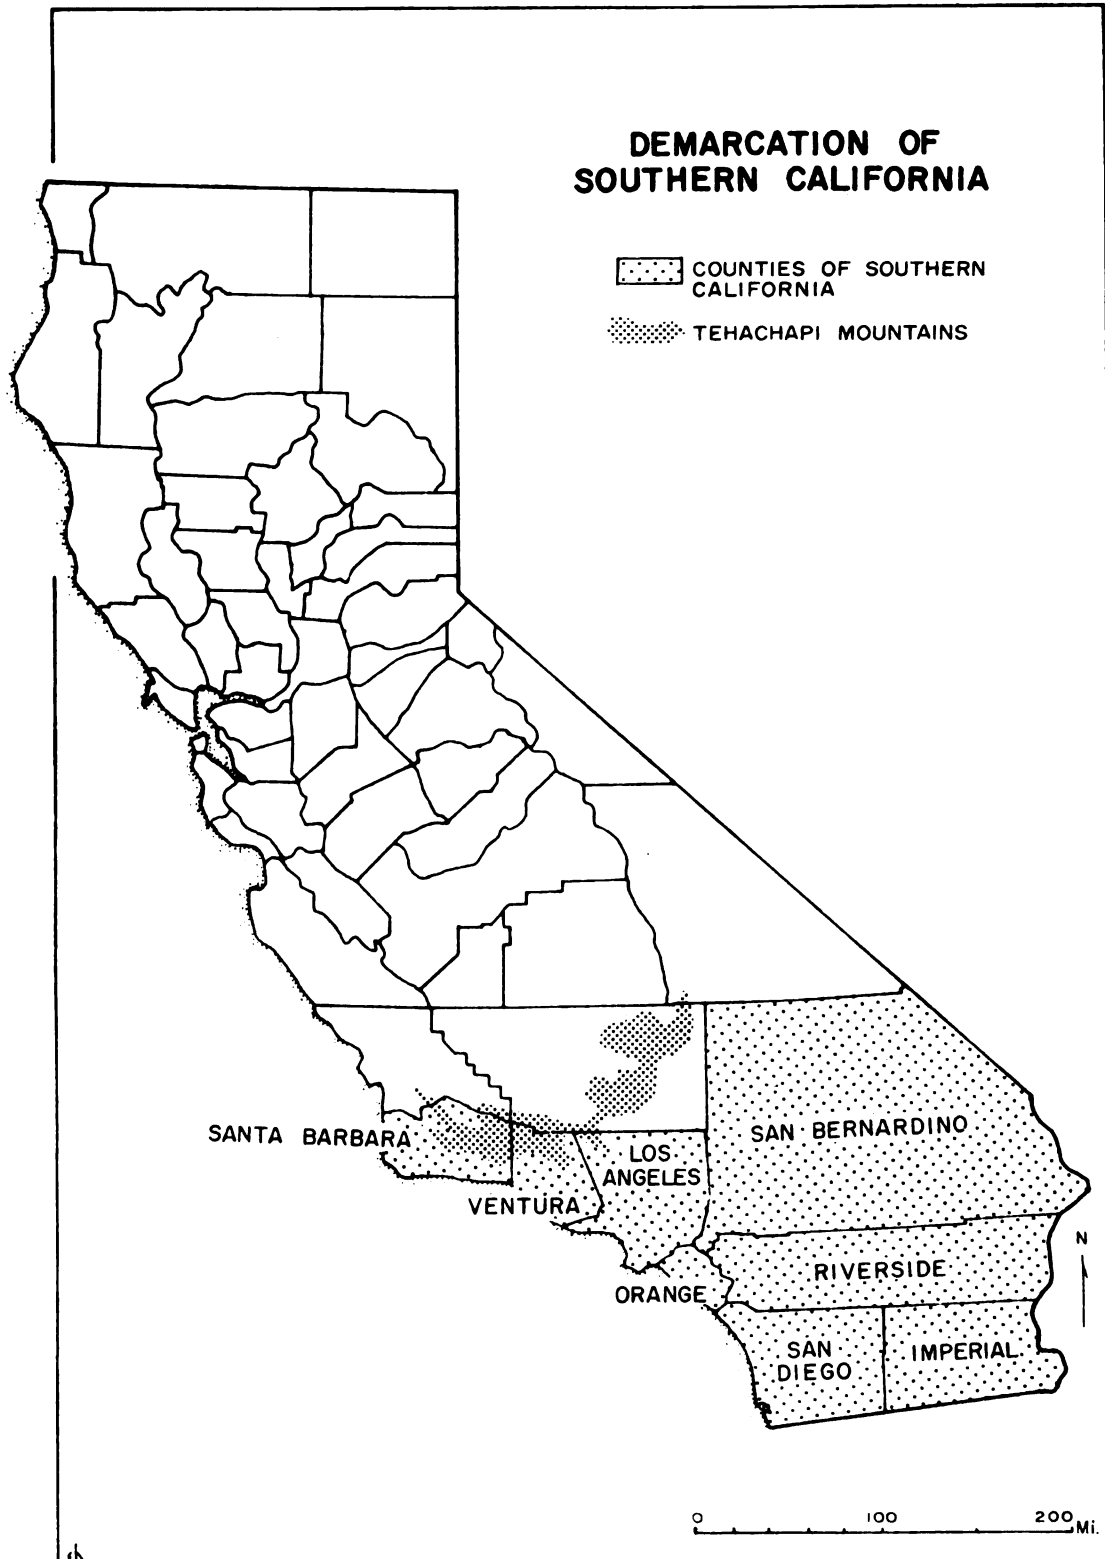 DEMARCATION OF
SOUTHERN CALIFORNIA
COUNTIES OF SOUTHERN
CALIFORNIA
TEHACHAPI MOUNTAINS
SANTA BARBARA
VENTURA
LOS
ANGELES
SAN BERNARDINO
ORANGE
RIVERSIDE
SAN
DIEGO
IMPERIAL
N
0 100 200 Mi.